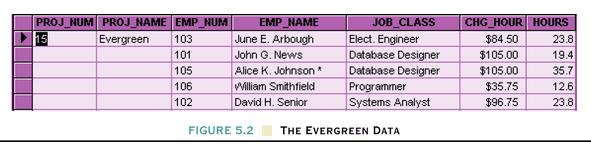 PROJ_NUM PROJ_NAME EMP_NUM EMP_NAME JOB_CLASS CHG_HOUR HOURS
15 Evergreen 103 June E. Arbough Elect. Engineer $84.50 23.8
101 John G. News Database Designer $105.00 19.4
105 Alice K. Johnson * Database Designer $105.00 35.7
106 William Smithfield Programmer $35.75 12.6
102 David H. Senior Systems Analyst $96.75 23.8
FIGURE 5.2 THE EVERGREEN DATA